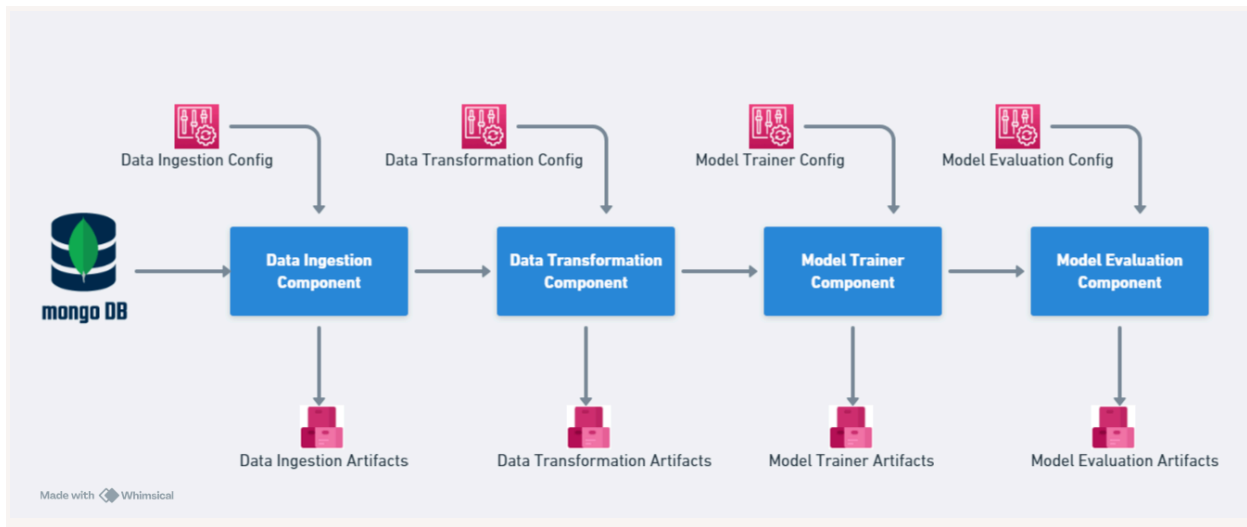 Data Ingestion Config
Data Transformation Config
Model Trainer Config
Model Evaluation Config
mongo DB
Data Ingestion
Component
Data Transformation
Component
Model Trainer
Component
Model Evaluation
Component
Data Ingestion Artifacts
Data Transformation Artifacts
Model Trainer Artifacts
Model Evaluation Artifacts
Made with Whimsical